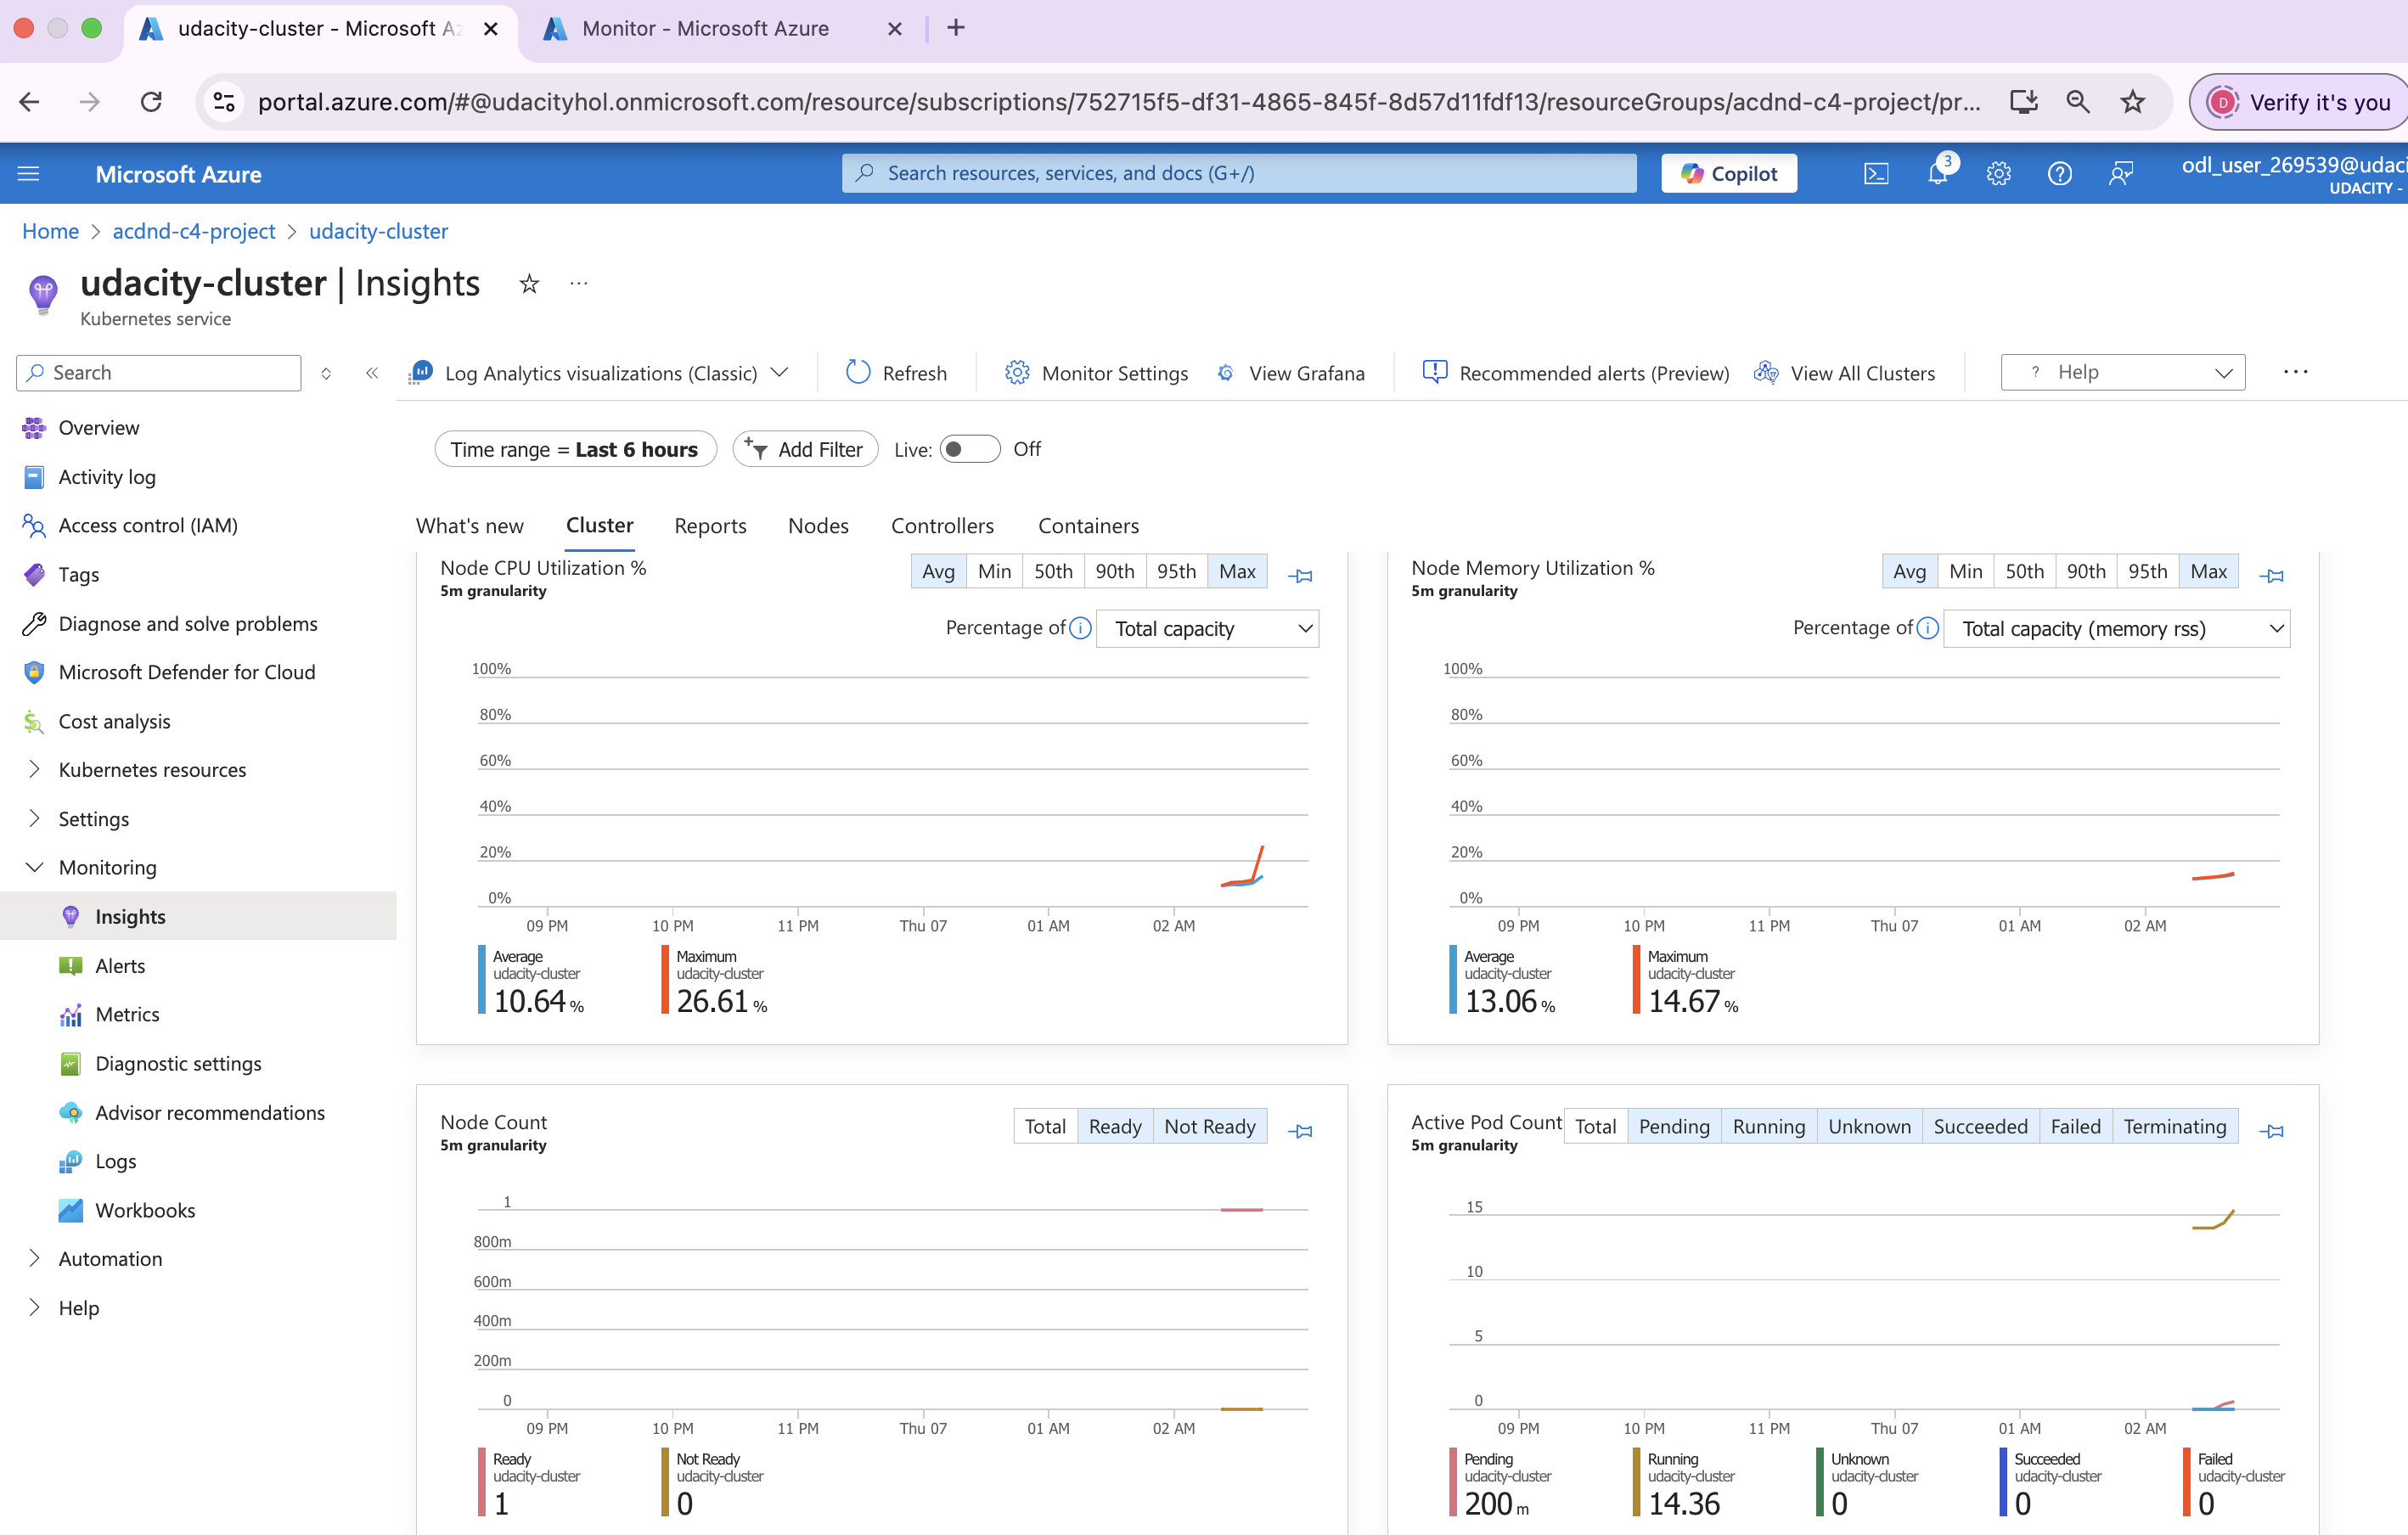 udacity-cluster - Microsoft Az
Monitor - Microsoft Azure
portal.azure.com/#@udacityhol.onmicrosoft.com/resource/subscriptions/752715f5-df31-4865-845f-8d57d11fdf13/resourceGroups/acdnd-c4-project/pr...
D Verify it's you
Microsoft Azure
Search resources, services, and docs (G+/)
Copilot
3
odl_user_269539@udaci
UDACITY -
Home > acdnd-c4-project > udacity-cluster
udacity-cluster | Insights
Kubernetes service
Search
Log Analytics visualizations (Classic)
Refresh
Monitor Settings
View Grafana
Recommended alerts (Preview)
View All Clusters
? Help
Overview
Activity log
Access control (IAM)
Tags
Diagnose and solve problems
Microsoft Defender for Cloud
Cost analysis
Kubernetes resources
Settings
Monitoring
Insights
Alerts
Metrics
Diagnostic settings
Advisor recommendations
Logs
Workbooks
Automation
Help
Time range = Last 6 hours
Add Filter
Live: Off
What's new Cluster Reports Nodes Controllers Containers
Node CPU Utilization %
5m granularity
Avg Min 50th 90th 95th Max
Percentage of Total capacity
100%
80%
60%
40%
20%
0%
09 PM 10 PM 11 PM Thu 07 01 AM 02 AM
Average
udacity-cluster
10.64 %
Maximum
udacity-cluster
26.61 %
Node Memory Utilization %
5m granularity
Avg Min 50th 90th 95th Max
Percentage of Total capacity (memory rss)
100%
80%
60%
40%
20%
0%
09 PM 10 PM 11 PM Thu 07 01 AM 02 AM
Average
udacity-cluster
13.06 %
Maximum
udacity-cluster
14.67 %
Node Count
5m granularity
Total Ready Not Ready
1
800m
600m
400m
200m
0
09 PM 10 PM 11 PM Thu 07 01 AM 02 AM
Ready
udacity-cluster
1
Not Ready
udacity-cluster
0
Active Pod Count
5m granularity
Total Pending Running Unknown Succeeded Failed Terminating
15
10
5
0
09 PM 10 PM 11 PM Thu 07 01 AM 02 AM
Pending
udacity-cluster
200 m
Running
udacity-cluster
14.36
Unknown
udacity-cluster
0
Succeeded
udacity-cluster
0
Failed
udacity-cluster
0